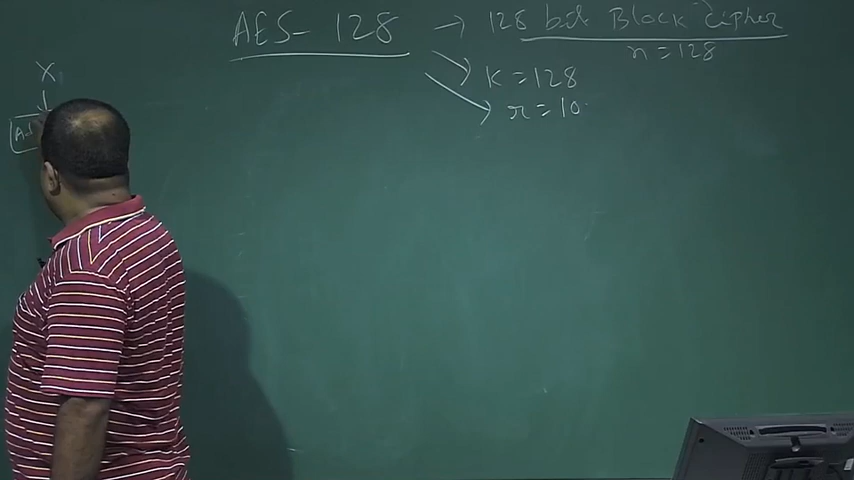 AES-128 → 128 bit Block Cipher
n=128
K=128
r=10
X